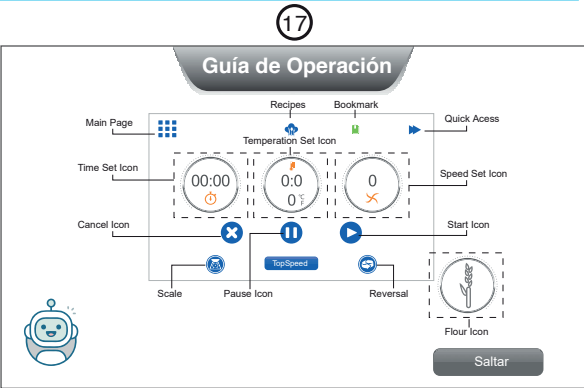 17
Guía de Operación
Recipes
Bookmark
Main Page
Quick Acess
Temperation Set Icon
Time Set Icon
Speed Set Icon
00:00
0:0
0 °C °F
0
Cancel Icon
Start Icon
TopSpeed
Scale
Pause Icon
Reversal
Flour Icon
Saltar